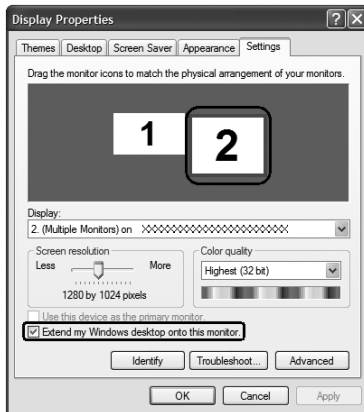 Display Properties
Themes Desktop Screen Saver Appearance Settings
Drag the monitor icons to match the physical arrangement of your monitors.
1 2
Display:
2. (Multiple Monitors) on XXXXXXXXXXXXXXXXXXXXXXX
Screen resolution Color quality
Less More Highest (32 bit)
1280 by 1024 pixels
Use this device as the primary monitor.
Extend my Windows desktop onto this monitor.
Identify Troubleshoot... Advanced
OK Cancel Apply